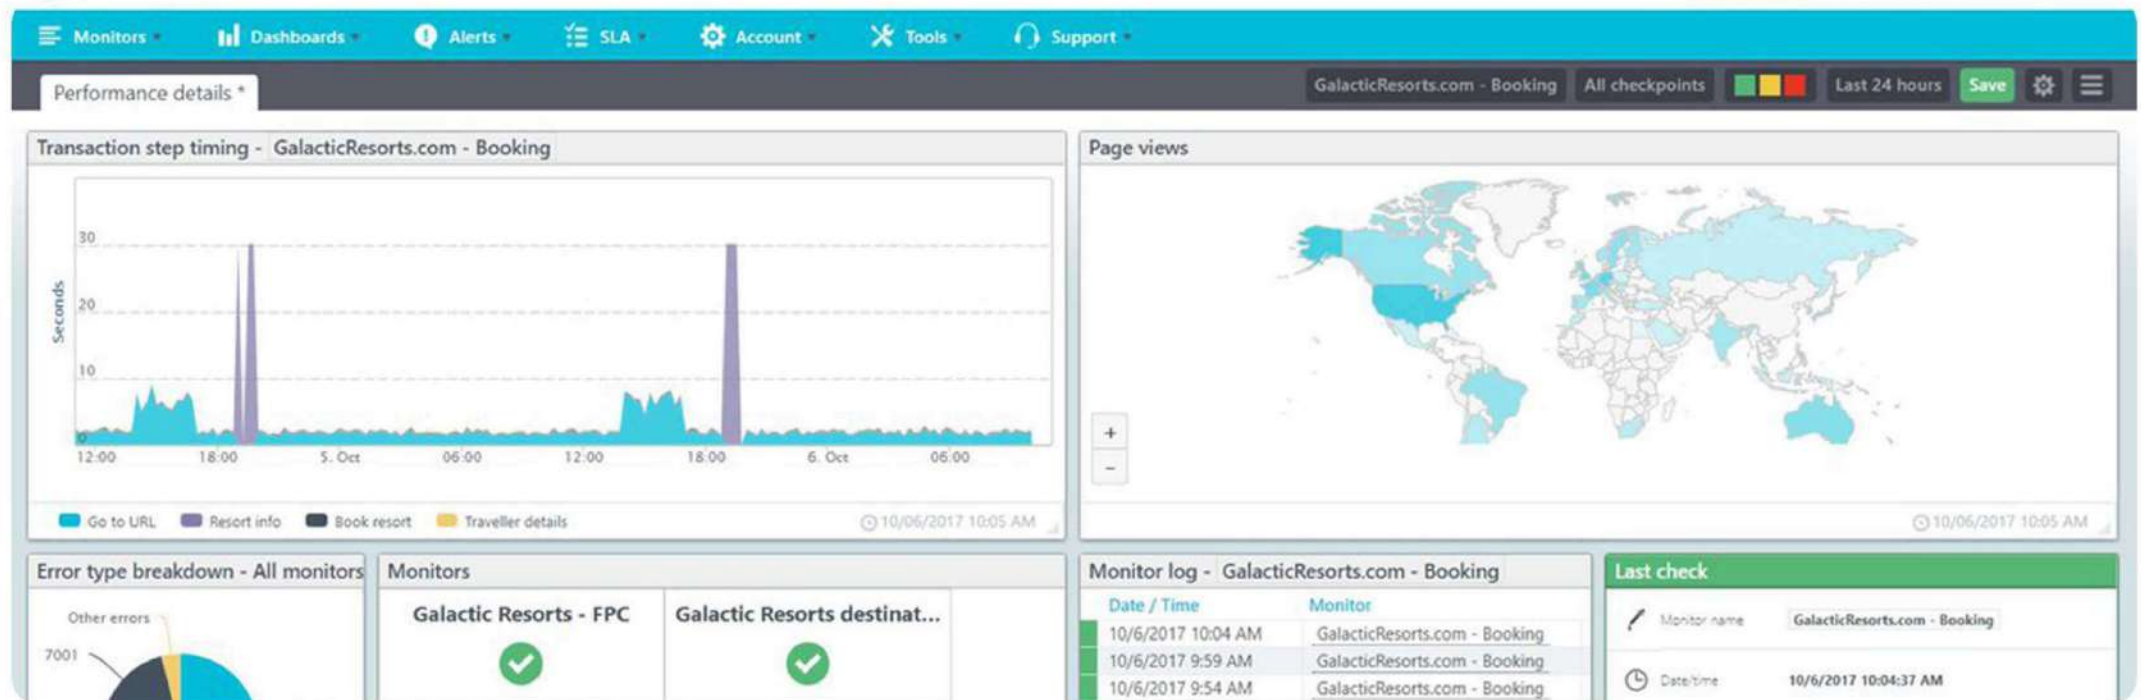 Monitors Dashboards Alerts SLA Account Tools Support
Performance details *
GalacticResorts.com - Booking All checkpoints Last 24 hours Save
Transaction step timing - GalacticResorts.com - Booking
Seconds
30
20
10
0
12:00 18:00 5. Oct 06:00 12:00 18:00 6. Oct 06:00
Go to URL Resort info Book resort Traveller details
10/06/2017 10:05 AM
Page views
+
−
10/06/2017 10:05 AM
Error type breakdown - All monitors
Other errors
7001
Monitors
Galactic Resorts - FPC
Galactic Resorts destinat...
Monitor log - GalacticResorts.com - Booking
Date / Time Monitor
10/6/2017 10:04 AM GalacticResorts.com - Booking
10/6/2017 9:59 AM GalacticResorts.com - Booking
10/6/2017 9:54 AM GalacticResorts.com - Booking
Last check
Monitor name GalacticResorts.com - Booking
Date/time 10/6/2017 10:04:37 AM